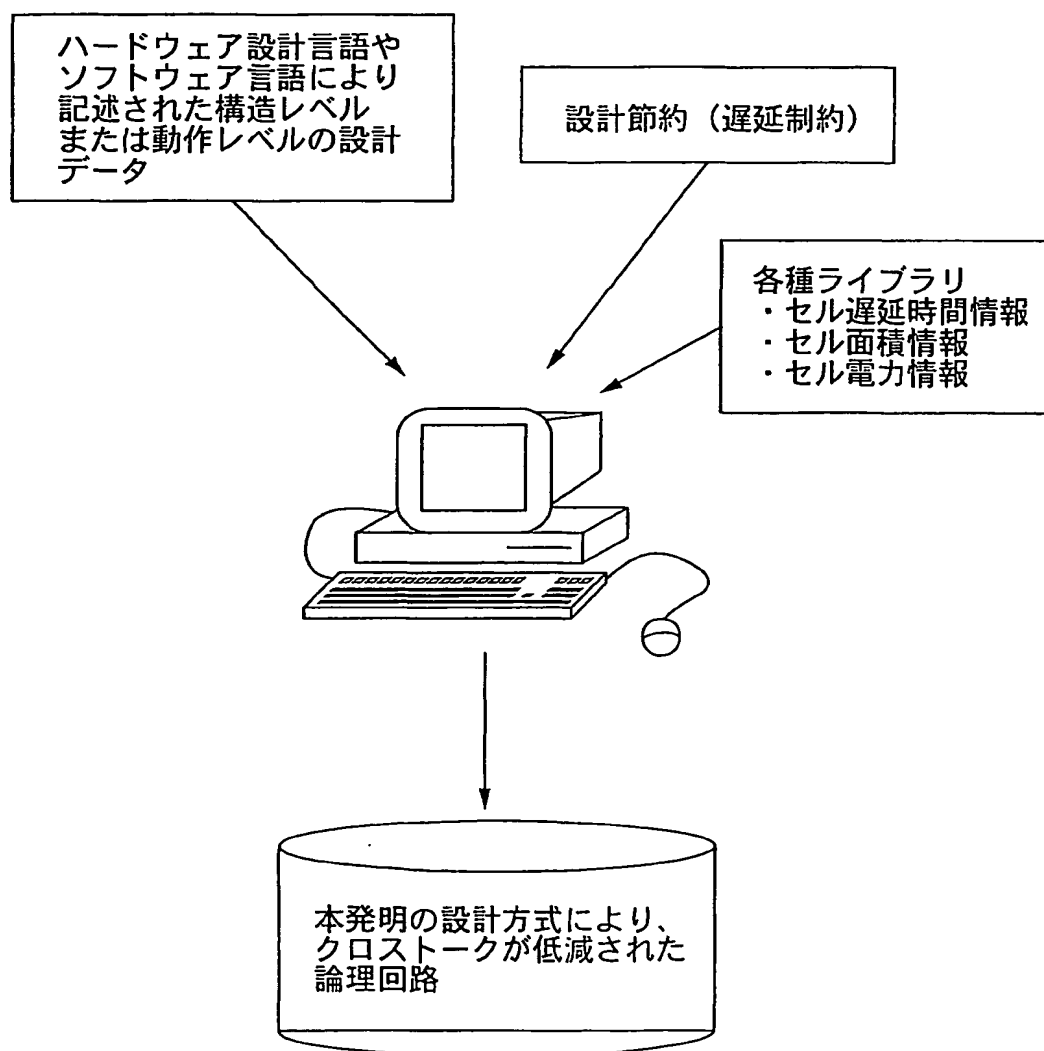 ハードウェア設計言語や
ソフトウェア言語により
記述された構造レベル
または動作レベルの設計
データ
設計節約（遅延制約）
各種ライブラリ
・セル遅延時間情報
・セル面積情報
・セル電力情報
本発明の設計方式により、
クロストークが低減された
論理回路